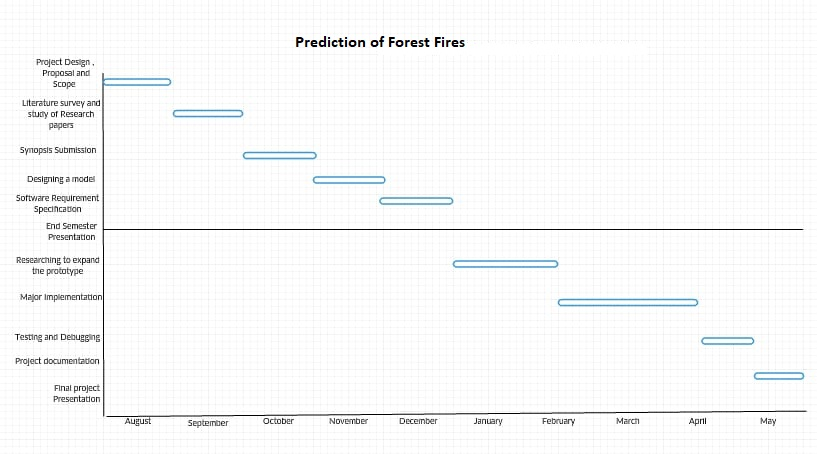 Prediction of Forest Fires
Project Design ,
Proposal and
Scope
Literature survey and
study of Research
papers
Synopsis Submission
Designing a model
Software Requirement
Specification
End Semester
Presentation
Researching to expand
the prototype
Major Implementation
Testing and Debugging
Project documentation
Final project
Presentation
August September October November December January February March April May